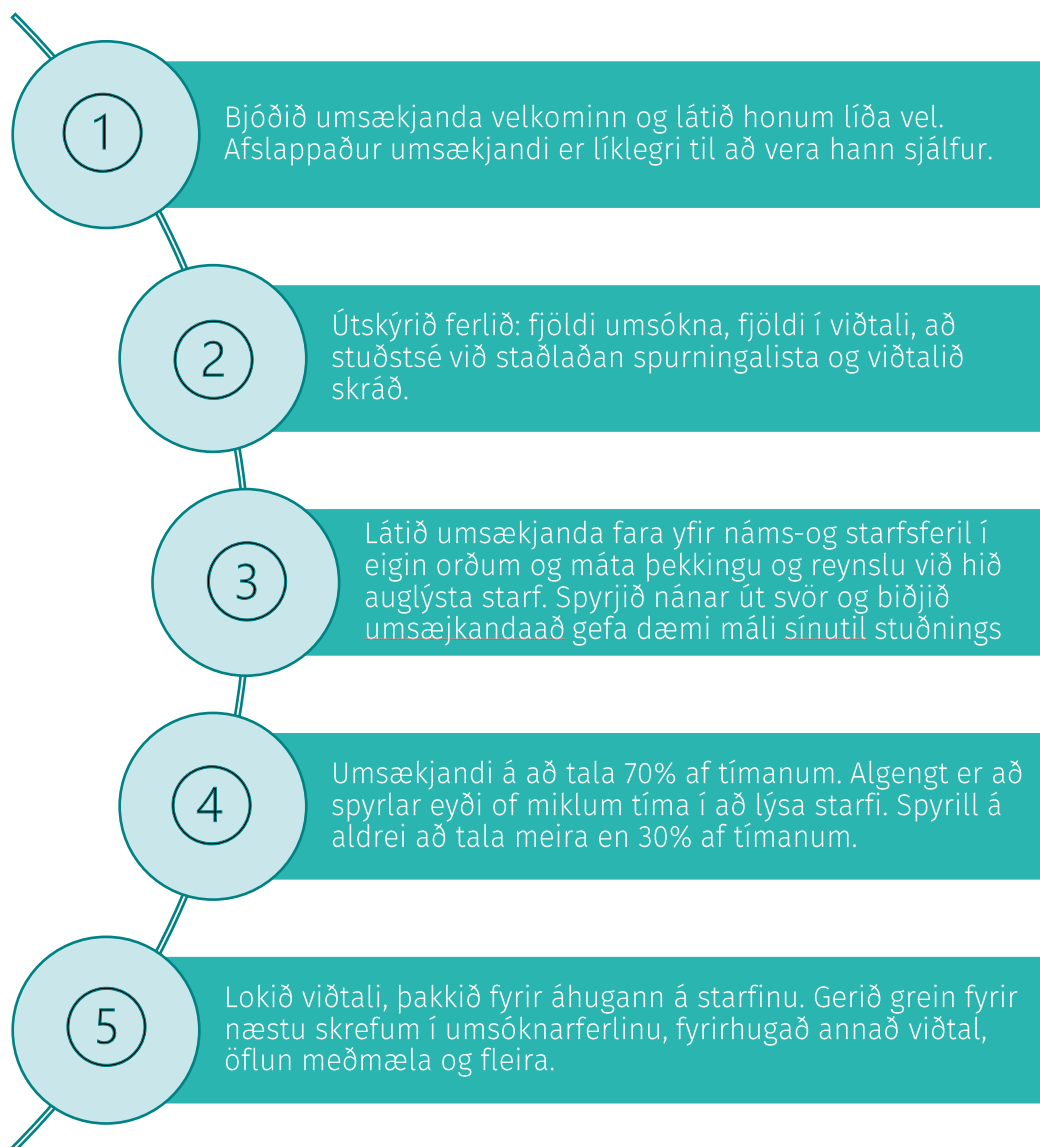 1
Bjóðið umsækjanda velkominn og látið honum líða vel.
Afslappaður umsækjandi er líklegri til að vera hann sjálfur.
2
Útskýrið ferlið: fjöldi umsókna, fjöldi í viðtali, að
stuðstsé við staðlaðan spurningalista og viðtalið
skráð.
3
Látið umsækjanda fara yfir náms-og starfsferil í
eigin orðum og máta þekkingu og reynslu við hið
auglýsta starf. Spyrjið nánar út svör og biðjið
umsæjkandaað gefa dæmi máli sínutil stuðnings
4
Umsækjandi á að tala 70% af tímanum. Algengt er að
spyrlar eyði of miklum tíma í að lýsa starfi. Spyrill á
aldrei að tala meira en 30% af tímanum.
5
Lokið viðtali, þakkið fyrir áhugann á starfinu. Gerið grein fyrir
næstu skrefum í umsóknarferlinu, fyrirhugað annað viðtal,
öflun meðmæla og fleira.